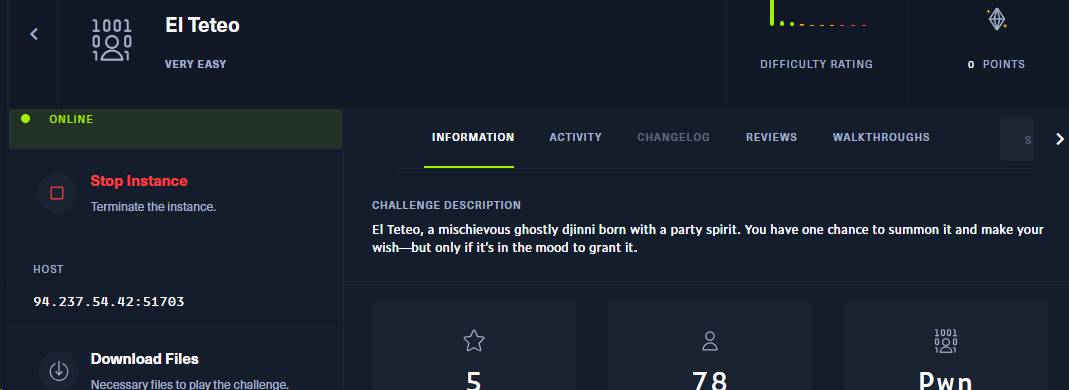 El Teteo
VERY EASY
DIFFICULTY RATING
0 POINTS
ONLINE
Stop Instance
Terminate the instance.
HOST
94.237.54.42:51703
Download Files
Necessary files to play the challenge.
INFORMATION
ACTIVITY
CHANGELOG
REVIEWS
WALKTHROUGHS
S
CHALLENGE DESCRIPTION
El Teteo, a mischievous ghostly djinni born with a party spirit. You have one chance to summon it and make your
wish—but only if it's in the mood to grant it.
5
78
Pwn